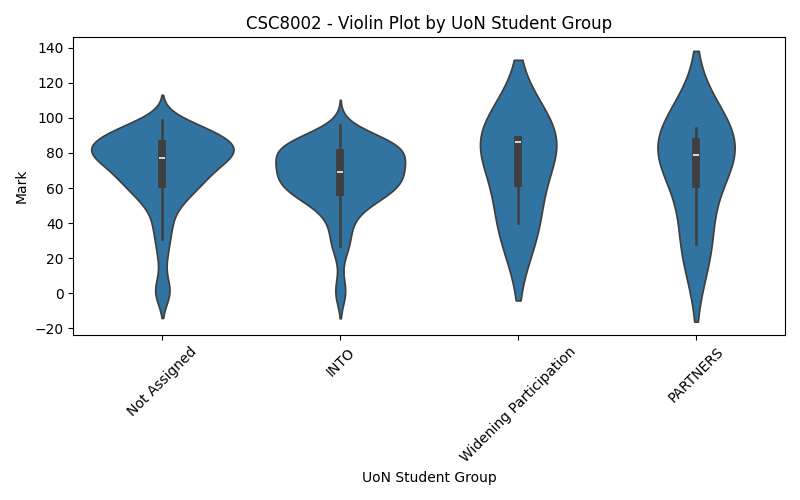 CSC8002 - Violin Plot by UoN Student Group
140
120
100
80
60
40
20
0
−20
Mark
Not Assigned
INTO
Widening Participation
PARTNERS
UoN Student Group